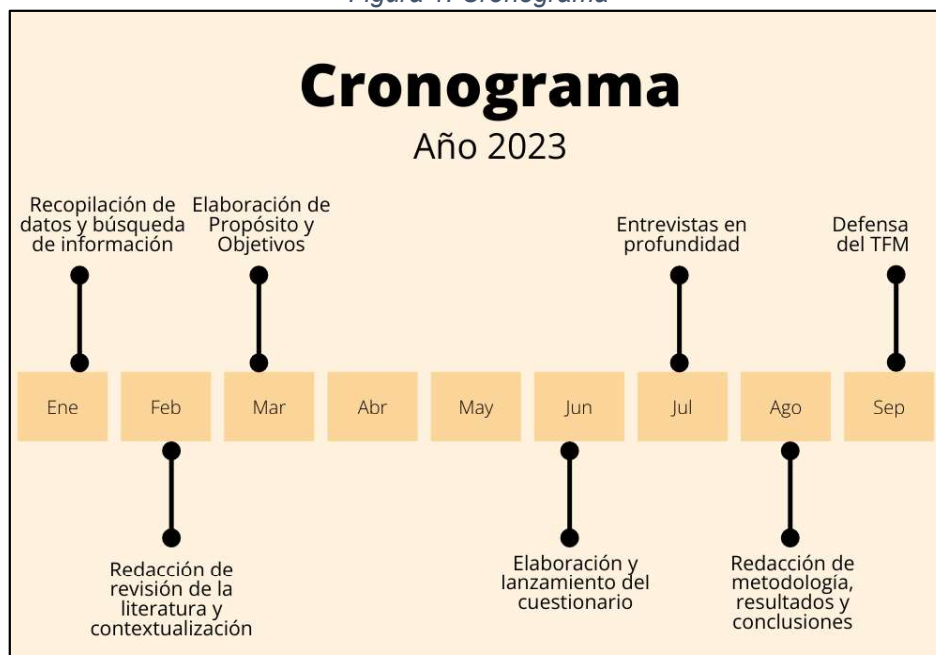 Figura 1. Cronograma
Cronograma
Año 2023
Recopilación de
datos y búsqueda
de información
Elaboración de
Propósito y
Objetivos
Entrevistas en
profundidad
Defensa
del TFM
Ene
Feb
Mar
Abr
May
Jun
Jul
Ago
Sep
Redacción de
revisión de la
literatura y
contextualización
Elaboración y
lanzamiento del
cuestionario
Redacción de
metodología,
resultados y
conclusiones